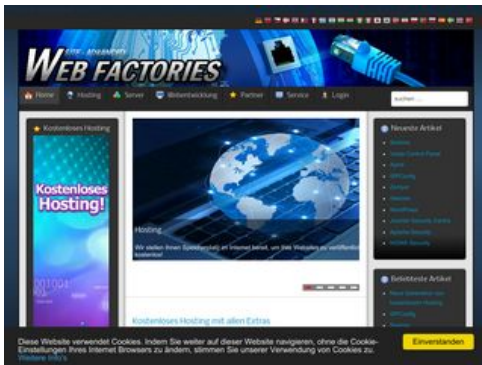 SITE - ADVANCED
WEB FACTORIES
Home
Hosting
Server
Webentwicklung
Partner
Service
Login
suchen ...
Kostenloses Hosting
Kostenloses
Hosting!
Hosting
Wir stellen Ihnen Speicherplatz im Internet bereit, um Ihre Websites zu veröffentlichen
kostenlos!
Kostenloses Hosting mit allen Extras
Neueste Artikel
WordPress
Beliebteste Artikel
Diese Website verwendet Cookies. Indem Sie weiter auf dieser Website navigieren, ohne die Cookie-
Einstellungen Ihres Internet Browsers zu ändern, stimmen Sie unserer Verwendung von Cookies zu.
Weitere Info's
Einverstanden